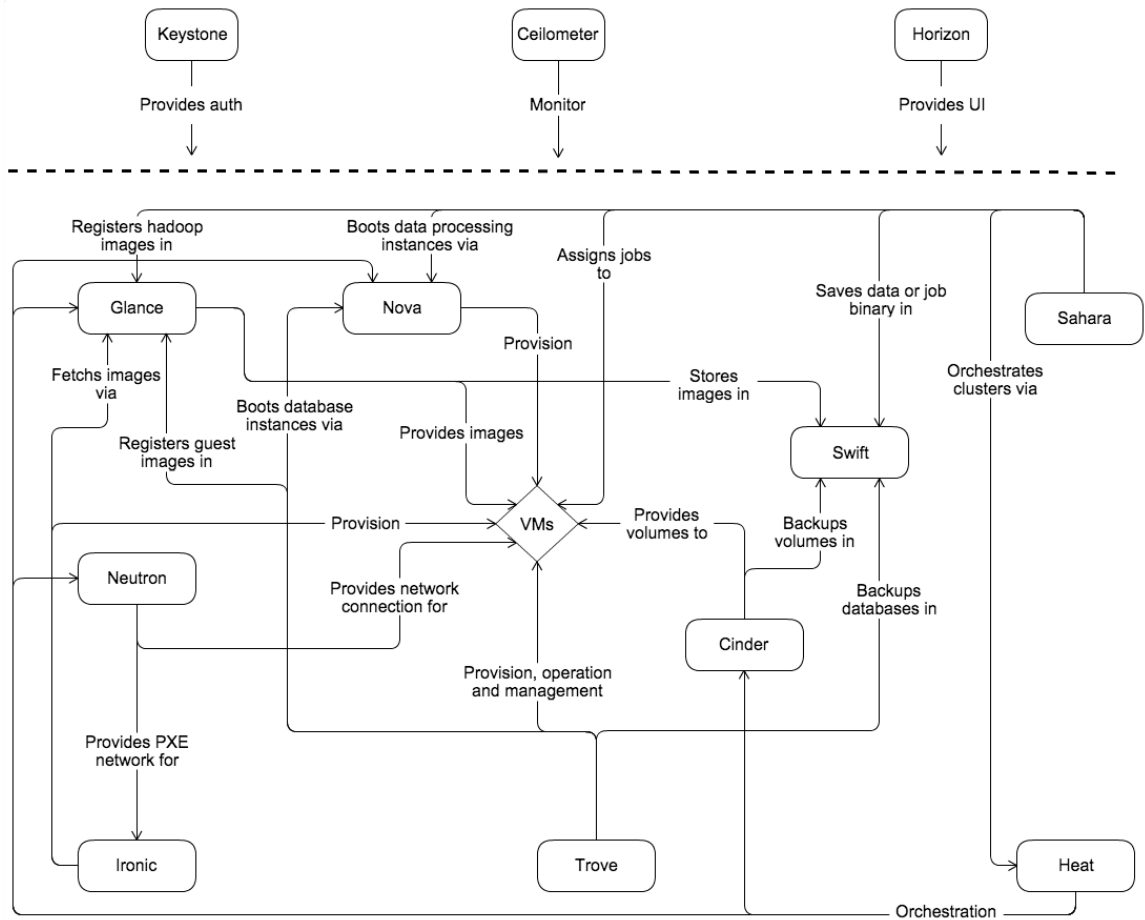 Keystone
Ceilometer
Horizon
Provides auth
Monitor
Provides UI
Registers hadoop
images in
Boots data processing
instances via
Assigns jobs
to
Saves data or job
binary in
Glance
Nova
Sahara
Provision
Fetchs images
via
Stores
images in
Orchestrates
clusters via
Boots database
instances via
Provides images
Registers guest
images in
Swift
Provision
VMs
Provides
volumes to
Backups
volumes in
Neutron
Provides network
connection for
Backups
databases in
Cinder
Provision, operation
and management
Provides PXE
network for
Ironic
Trove
Heat
Orchestration